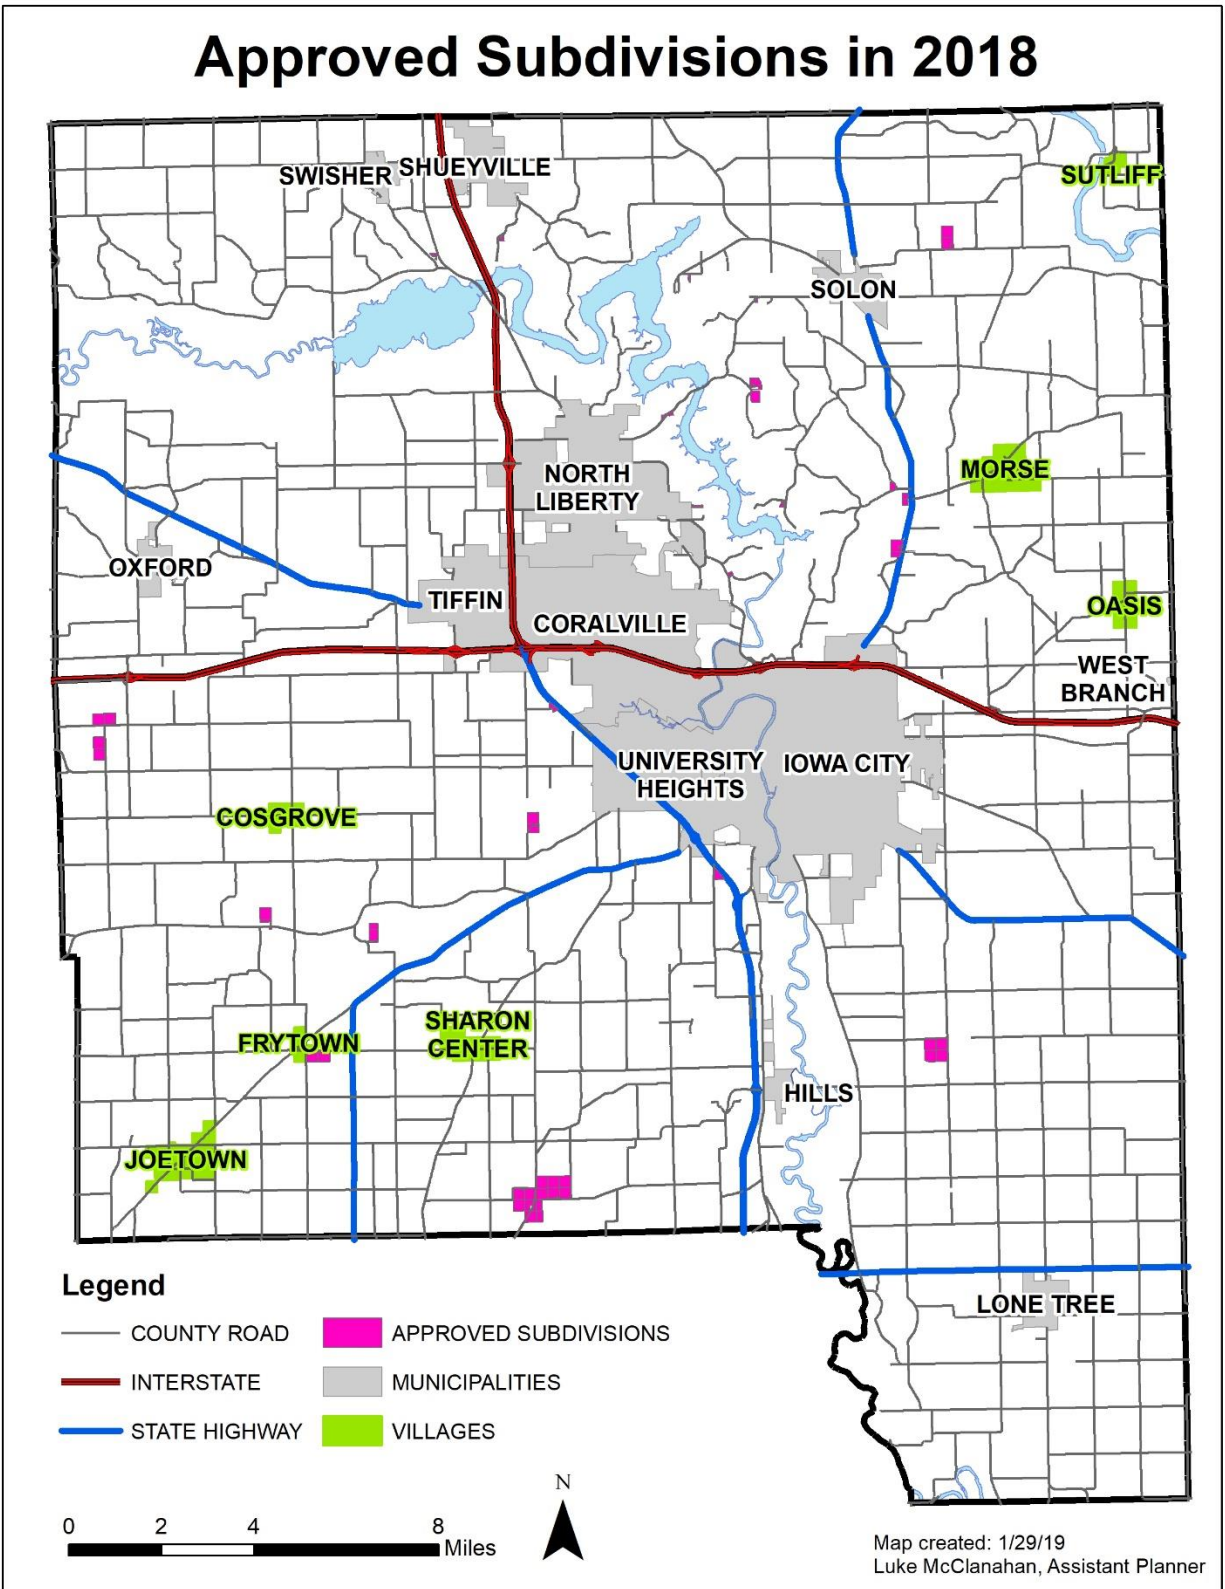 Approved Subdivisions in 2018
SWISHER
SHUEYVILLE
SUTLIFF
SOLON
NORTH
LIBERTY
MORSE
OXFORD
TIFFIN
CORALVILLE
OASIS
WEST
BRANCH
UNIVERSITY
HEIGHTS
IOWA CITY
COSGROVE
FRYTOWN
SHARON
CENTER
HILLS
JOETOWN
LONE TREE
Legend
COUNTY ROAD
APPROVED SUBDIVISIONS
INTERSTATE
MUNICIPALITIES
STATE HIGHWAY
VILLAGES
N
0 2 4 8
Miles
Map created: 1/29/19
Luke McClanahan, Assistant Planner